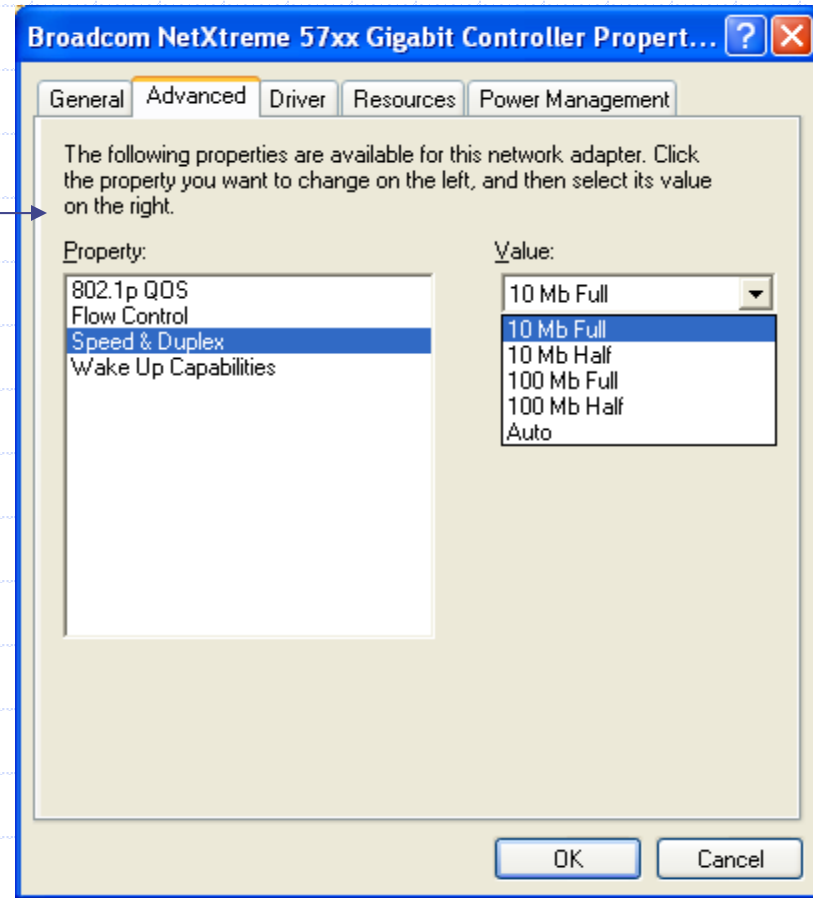 Broadcom NetXtreme 57xx Gigabit Controller Propert...
General Advanced Driver Resources Power Management
The following properties are available for this network adapter. Click
the property you want to change on the left, and then select its value
on the right.
Property:
802.1p QOS
Flow Control
Speed & Duplex
Wake Up Capabilities
Value:
10 Mb Full
10 Mb Full
10 Mb Half
100 Mb Full
100 Mb Half
Auto
OK Cancel